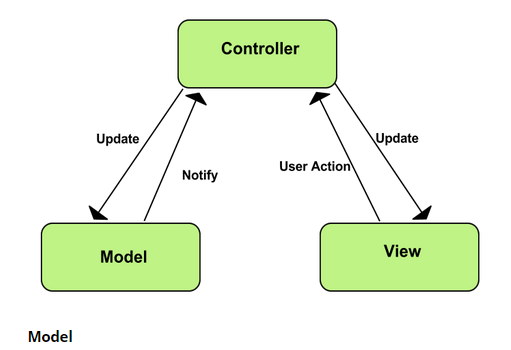 Controller
Update
Update
User Action
Notify
Model
View
Model